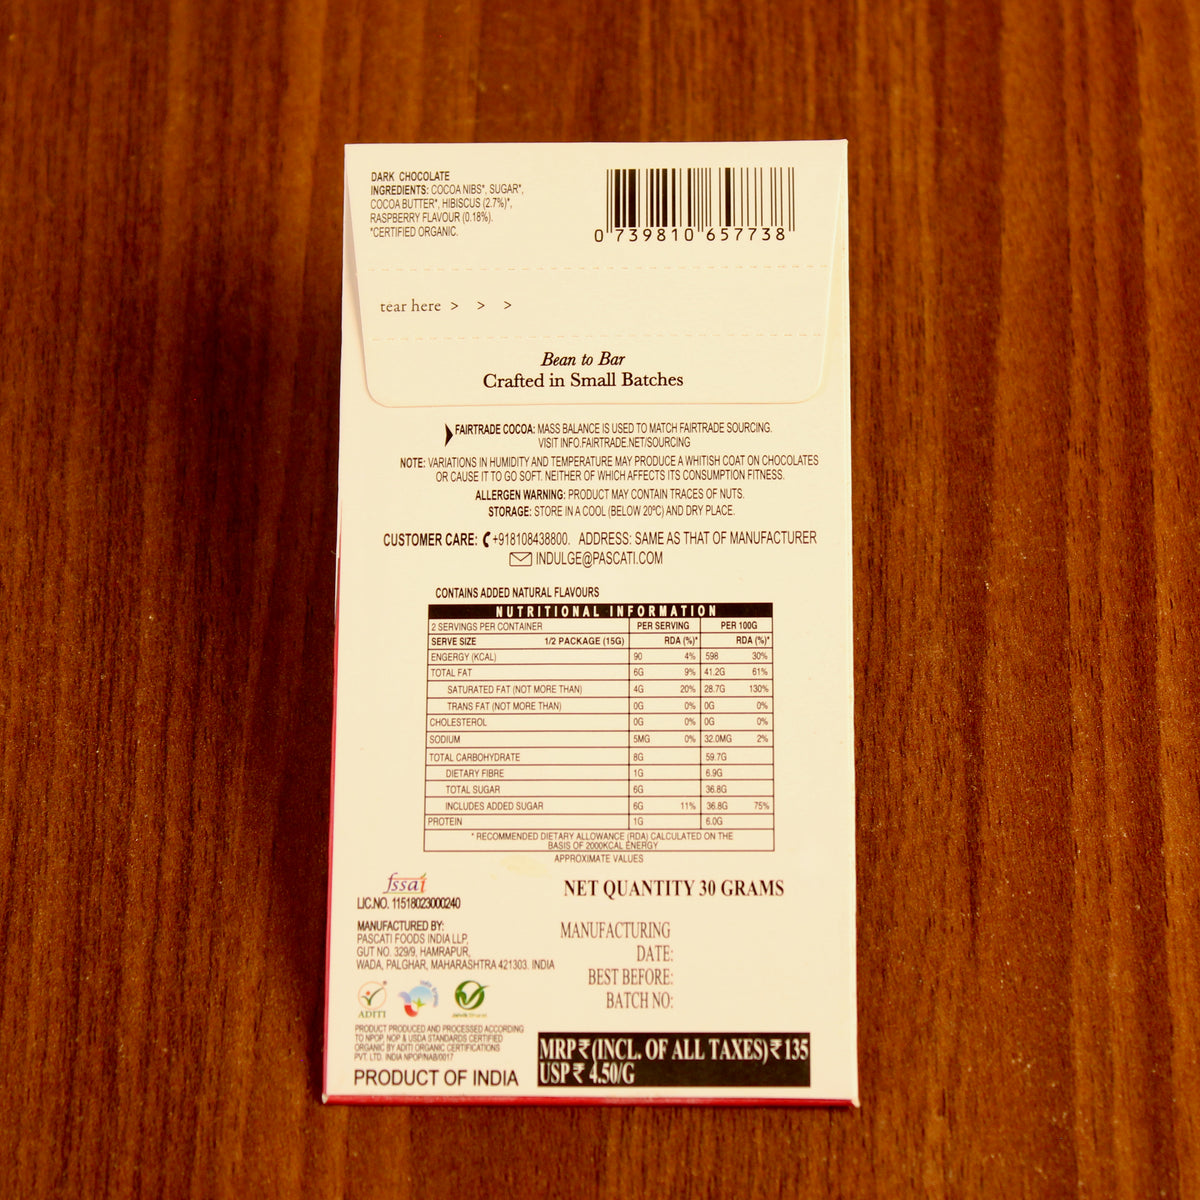 DARK CHOCOLATE
INGREDIENTS: COCOA NIBS*, SUGAR*,
COCOA BUTTER*, HIBISCUS (2.7%)*,
RASPBERRY FLAVOUR (0.18%).
*CERTIFIED ORGANIC.
0 739810 657738
tear here > > >
Bean to Bar
Crafted in Small Batches
FAIRTRADE COCOA: MASS BALANCE IS USED TO MATCH FAIRTRADE SOURCING.
VISIT INFO.FAIRTRADE.NET/SOURCING
NOTE: VARIATIONS IN HUMIDITY AND TEMPERATURE MAY PRODUCE A WHITISH COAT ON CHOCOLATES
OR CAUSE IT TO GO SOFT. NEITHER OF WHICH AFFECTS ITS CONSUMPTION FITNESS.
ALLERGEN WARNING: PRODUCT MAY CONTAIN TRACES OF NUTS.
STORAGE: STORE IN A COOL (BELOW 20ºC) AND DRY PLACE.
CUSTOMER CARE: +918108438800. ADDRESS: SAME AS THAT OF MANUFACTURER
INDULGE@PASCATI.COM
CONTAINS ADDED NATURAL FLAVOURS
NUTRITIONAL INFORMATION
2 SERVINGS PER CONTAINER PER SERVING PER 100G
SERVE SIZE 1/2 PACKAGE (15G) RDA (%)* RDA (%)*
ENGERGY (KCAL) 90 4% 598 30%
TOTAL FAT 6G 9% 41.2G 61%
SATURATED FAT (NOT MORE THAN) 4G 20% 28.7G 130%
TRANS FAT (NOT MORE THAN) 0G 0% 0G 0%
CHOLESTEROL 0G 0% 0G 0%
SODIUM 5MG 0% 32.0MG 2%
TOTAL CARBOHYDRATE 8G 59.7G
DIETARY FIBRE 1G 6.9G
TOTAL SUGAR 6G 36.8G
INCLUDES ADDED SUGAR 6G 11% 36.8G 75%
PROTEIN 1G 6.0G
* RECOMMENDED DIETARY ALLOWANCE (RDA) CALCULATED ON THE
BASIS OF 2000KCAL ENERGY
APPROXIMATE VALUES
fssai
LIC.NO. 11518023000240
NET QUANTITY 30 GRAMS
MANUFACTURED BY:
PASCATI FOODS INDIA LLP,
GUT NO. 329/9, HAMRAPUR,
WADA, PALGHAR, MAHARASHTRA 421303. INDIA
MANUFACTURING
DATE:
BEST BEFORE:
BATCH NO:
ADITI
PRODUCT PRODUCED AND PROCESSED ACCORDING
TO NPOP, NOP & USDA STANDARDS CERTIFIED
ORGANIC BY ADITI ORGANIC CERTIFICATIONS
PVT. LTD. INDIA NPOP/NAB/0017
PRODUCT OF INDIA
MRP ₹ (INCL. OF ALL TAXES) ₹ 135
USP ₹ 4.50/G